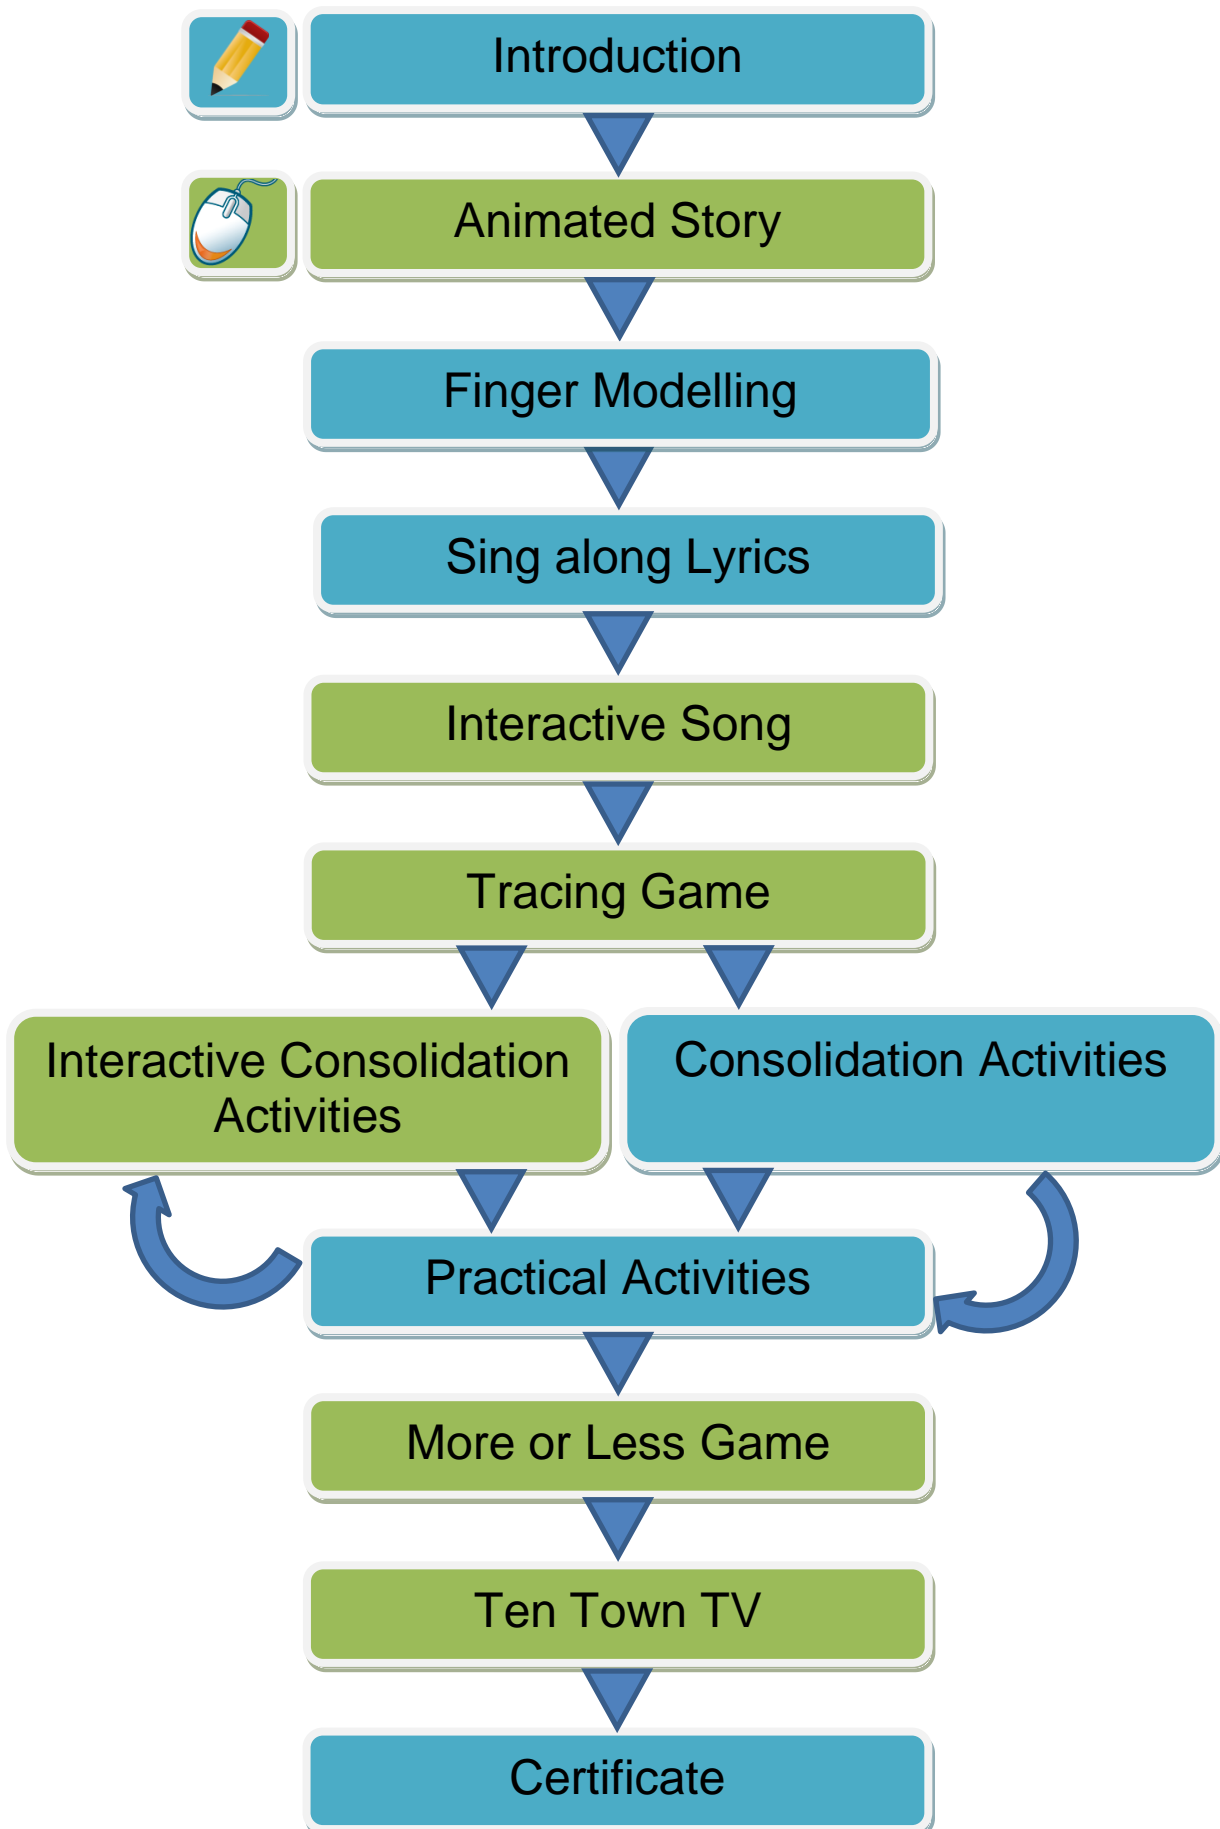 Introduction
Animated Story
Finger Modelling
Sing along Lyrics
Interactive Song
Tracing Game
Interactive Consolidation
Activities
Consolidation Activities
Practical Activities
More or Less Game
Ten Town TV
Certificate